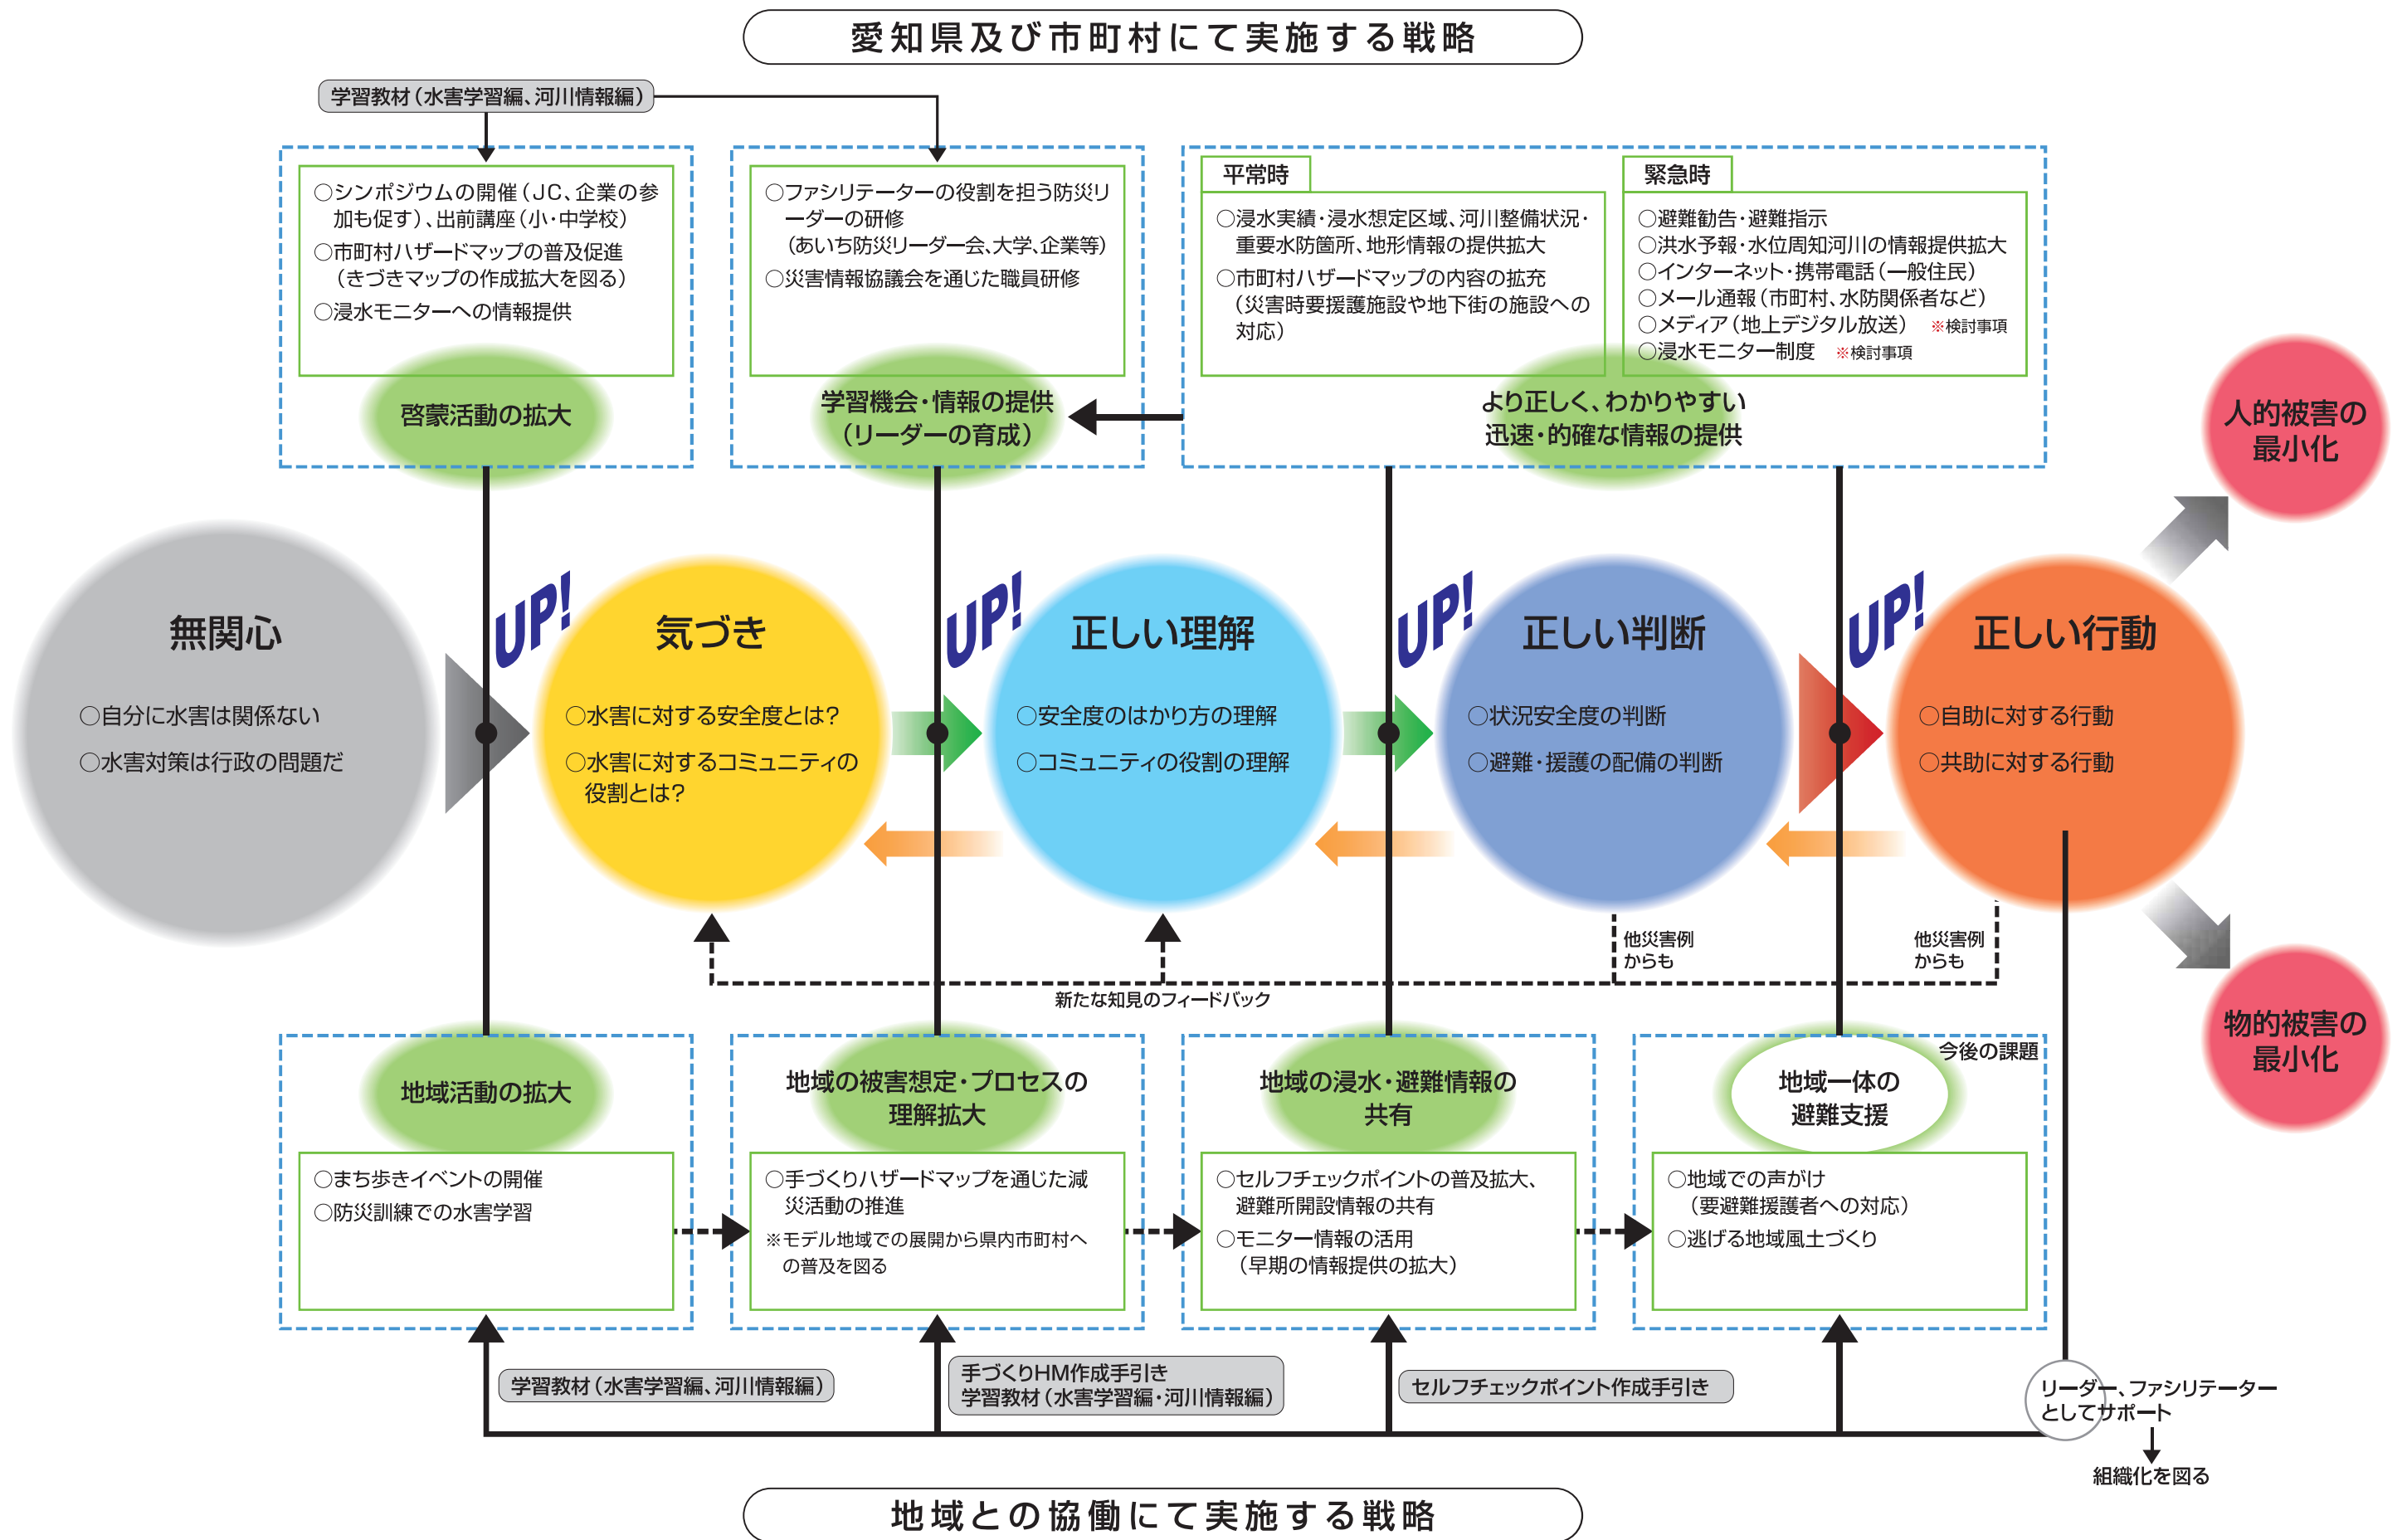 愛知県及び市町村にて実施する戦略
学習教材（水害学習編、河川情報編）
○シンポジウムの開催（JC、企業の参
加も促す）、出前講座（小・中学校）
○市町村ハザードマップの普及促進
（きづきマップの作成拡大を図る）
○浸水モニターへの情報提供
啓蒙活動の拡大
○ファシリテーターの役割を担う防災リ
ーダーの研修
（あいち防災リーダー会、大学、企業等）
○災害情報協議会を通じた職員研修
学習機会・情報の提供
（リーダーの育成）
平常時
○浸水実績・浸水想定区域、河川整備状況・
重要水防箇所、地形情報の提供拡大
○市町村ハザードマップの内容の拡充
（災害時要援護施設や地下街の施設への
対応）
緊急時
○避難勧告・避難指示
○洪水予報・水位周知河川の情報提供拡大
○インターネット・携帯電話（一般住民）
○メール通報（市町村、水防関係者など）
○メディア（地上デジタル放送） ※検討事項
○浸水モニター制度 ※検討事項
より正しく、わかりやすい
迅速・的確な情報の提供
人的被害の
最小化
無関心
○自分に水害は関係ない
○水害対策は行政の問題だ
UP!
気づき
○水害に対する安全度とは？
○水害に対するコミュニティの
役割とは？
UP!
正しい理解
○安全度のはかり方の理解
○コミュニティの役割の理解
UP!
正しい判断
○状況安全度の判断
○避難・援護の配備の判断
UP!
正しい行動
○自助に対する行動
○共助に対する行動
他災害例
からも
他災害例
からも
新たな知見のフィードバック
物的被害の
最小化
地域活動の拡大
○まち歩きイベントの開催
○防災訓練での水害学習
地域の被害想定・プロセスの
理解拡大
○手づくりハザードマップを通じた減
災活動の推進
※モデル地域での展開から県内市町村へ
の普及を図る
地域の浸水・避難情報の
共有
○セルフチェックポイントの普及拡大、
避難所開設情報の共有
○モニター情報の活用
（早期の情報提供の拡大）
今後の課題
地域一体の
避難支援
○地域での声がけ
（要避難援護者への対応）
○逃げる地域風土づくり
学習教材（水害学習編、河川情報編）
手づくりHM作成手引き
学習教材（水害学習編・河川情報編）
セルフチェックポイント作成手引き
リーダー、ファシリテーター
としてサポート
組織化を図る
地域との協働にて実施する戦略